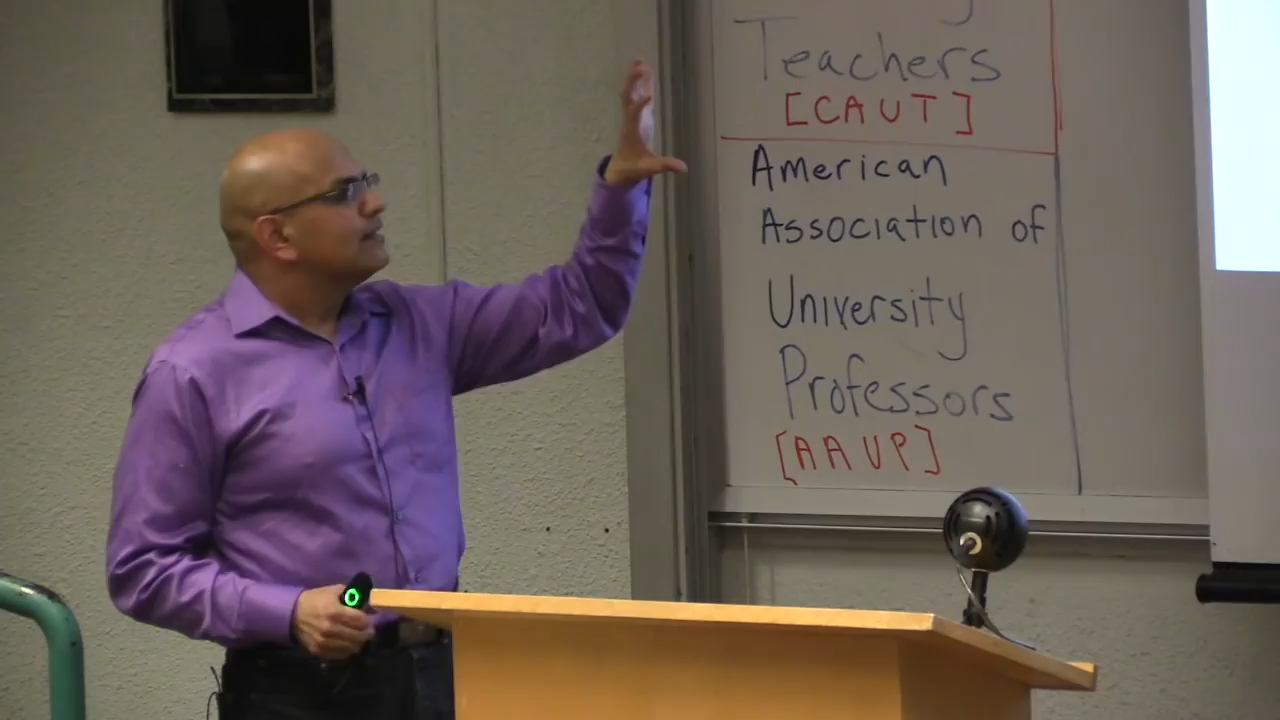 Teachers
[CAUT]
American
Association of
University
Professors
[AAUP]